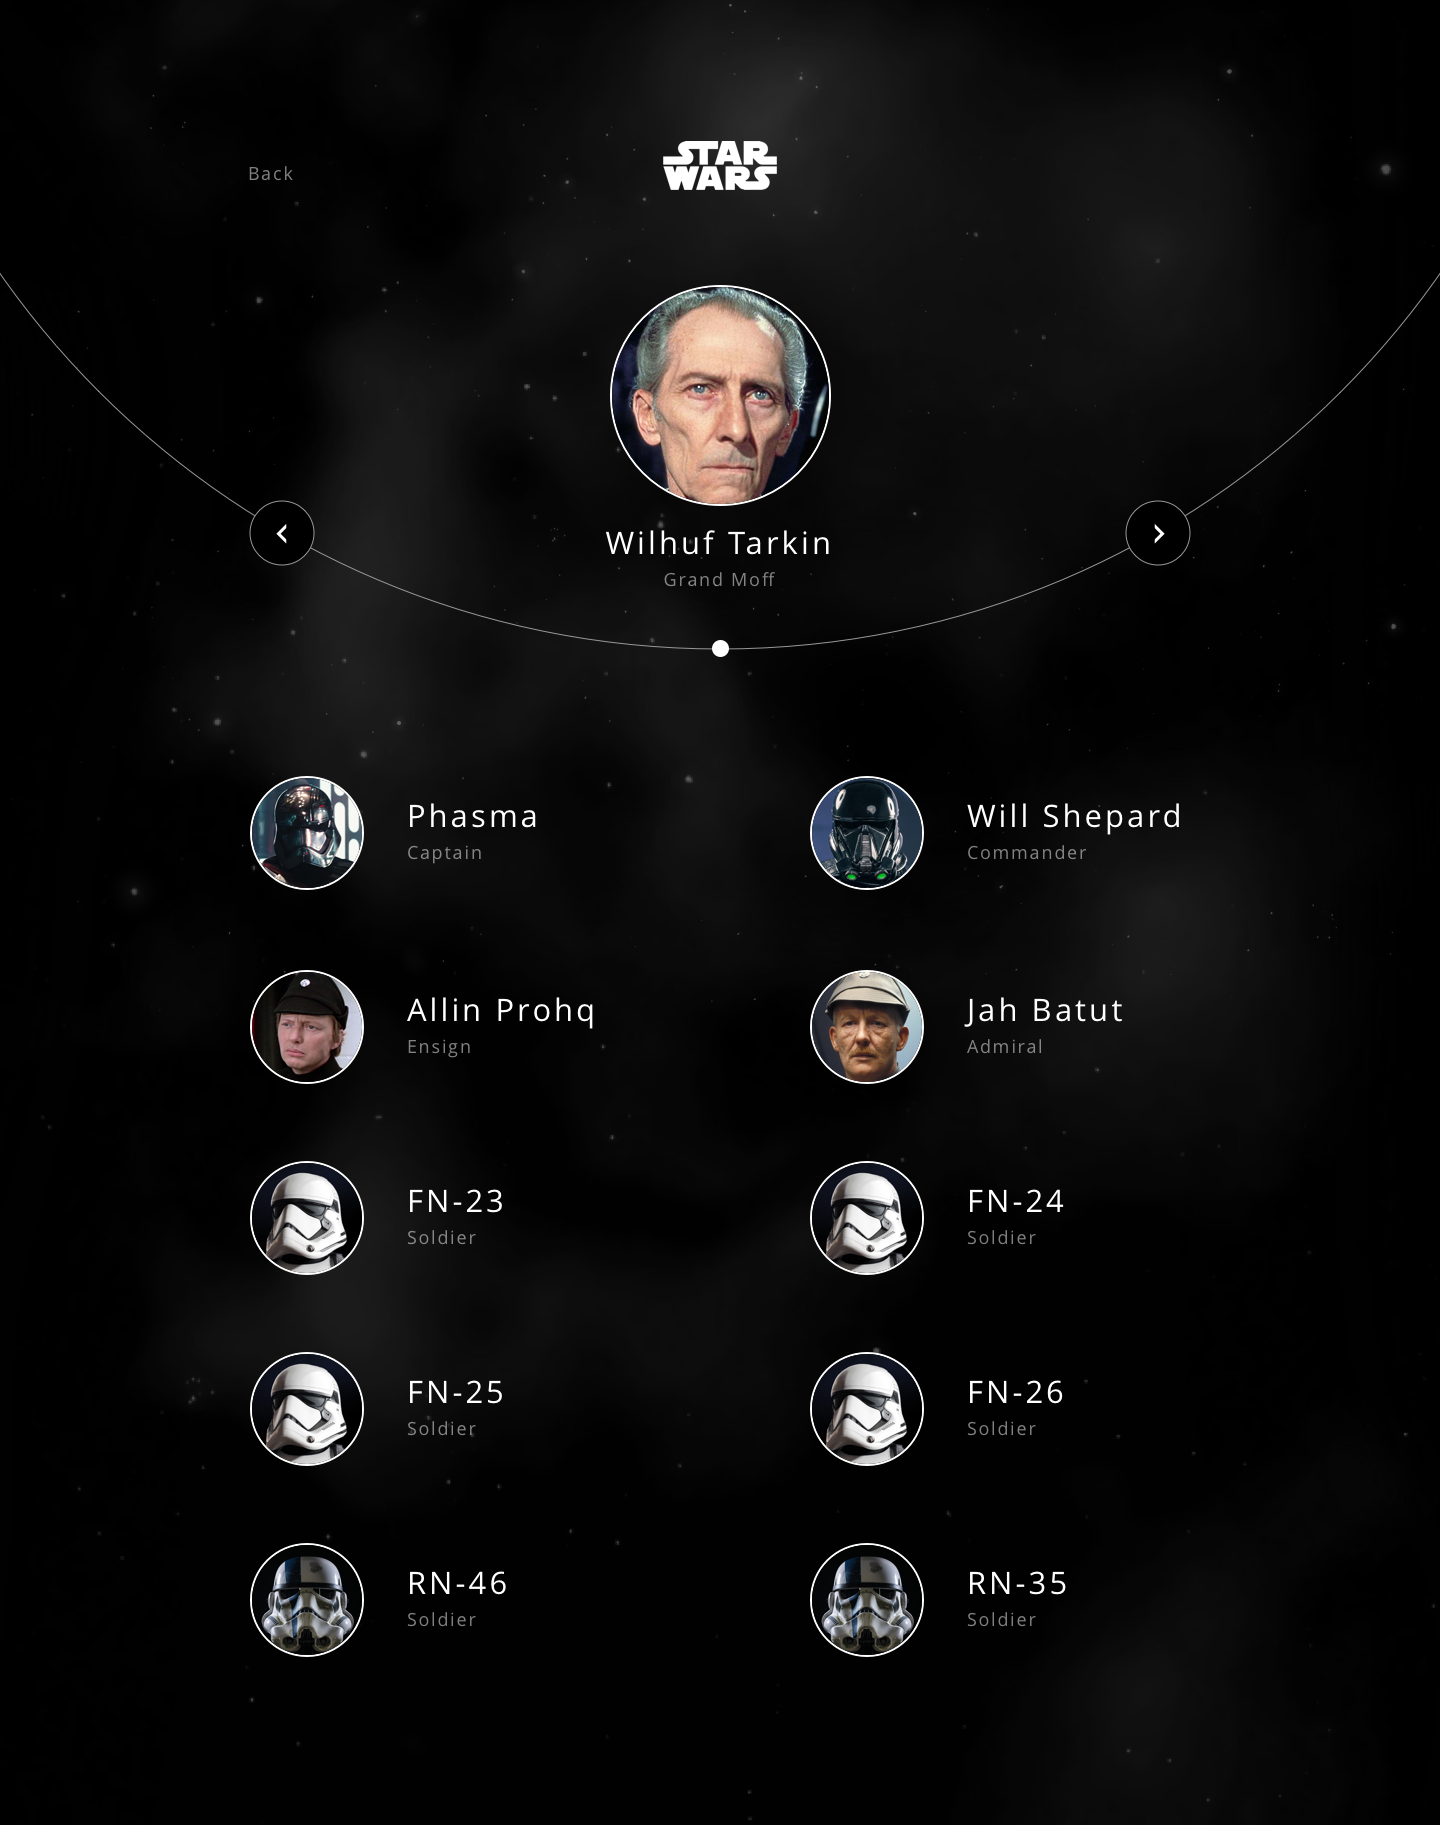 Back
STAR
WARS
Wilhuf Tarkin
Grand Moff
Phasma
Captain
Will Shepard
Commander
Allin Prohq
Ensign
Jah Batut
Admiral
FN-23
Soldier
FN-24
Soldier
FN-25
Soldier
FN-26
Soldier
RN-46
Soldier
RN-35
Soldier